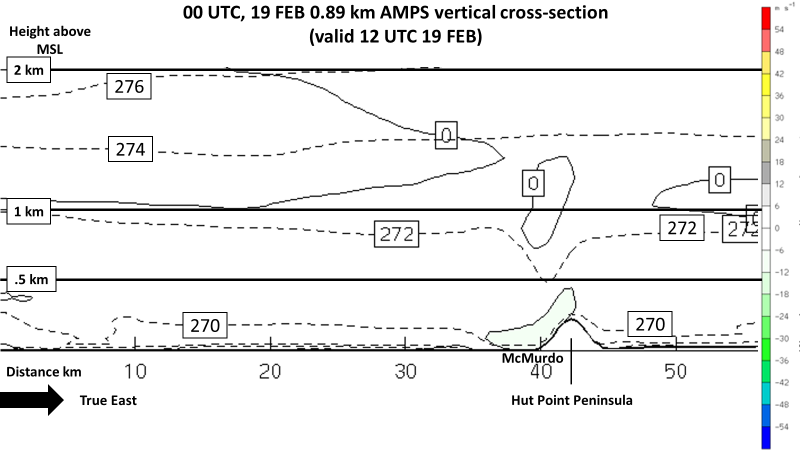 00 UTC, 19 FEB 0.89 km AMPS vertical cross-section
(valid 12 UTC 19 FEB)
Height above
MSL
m s⁻¹
2 km
276
274
0
0
0
1 km
272
272
.5 km
270
270
McMurdo
Distance km
10
20
30
40
50
True East
Hut Point Peninsula
54
48
42
36
30
24
18
12
6
0
-6
-12
-18
-24
-30
-36
-42
-48
-54